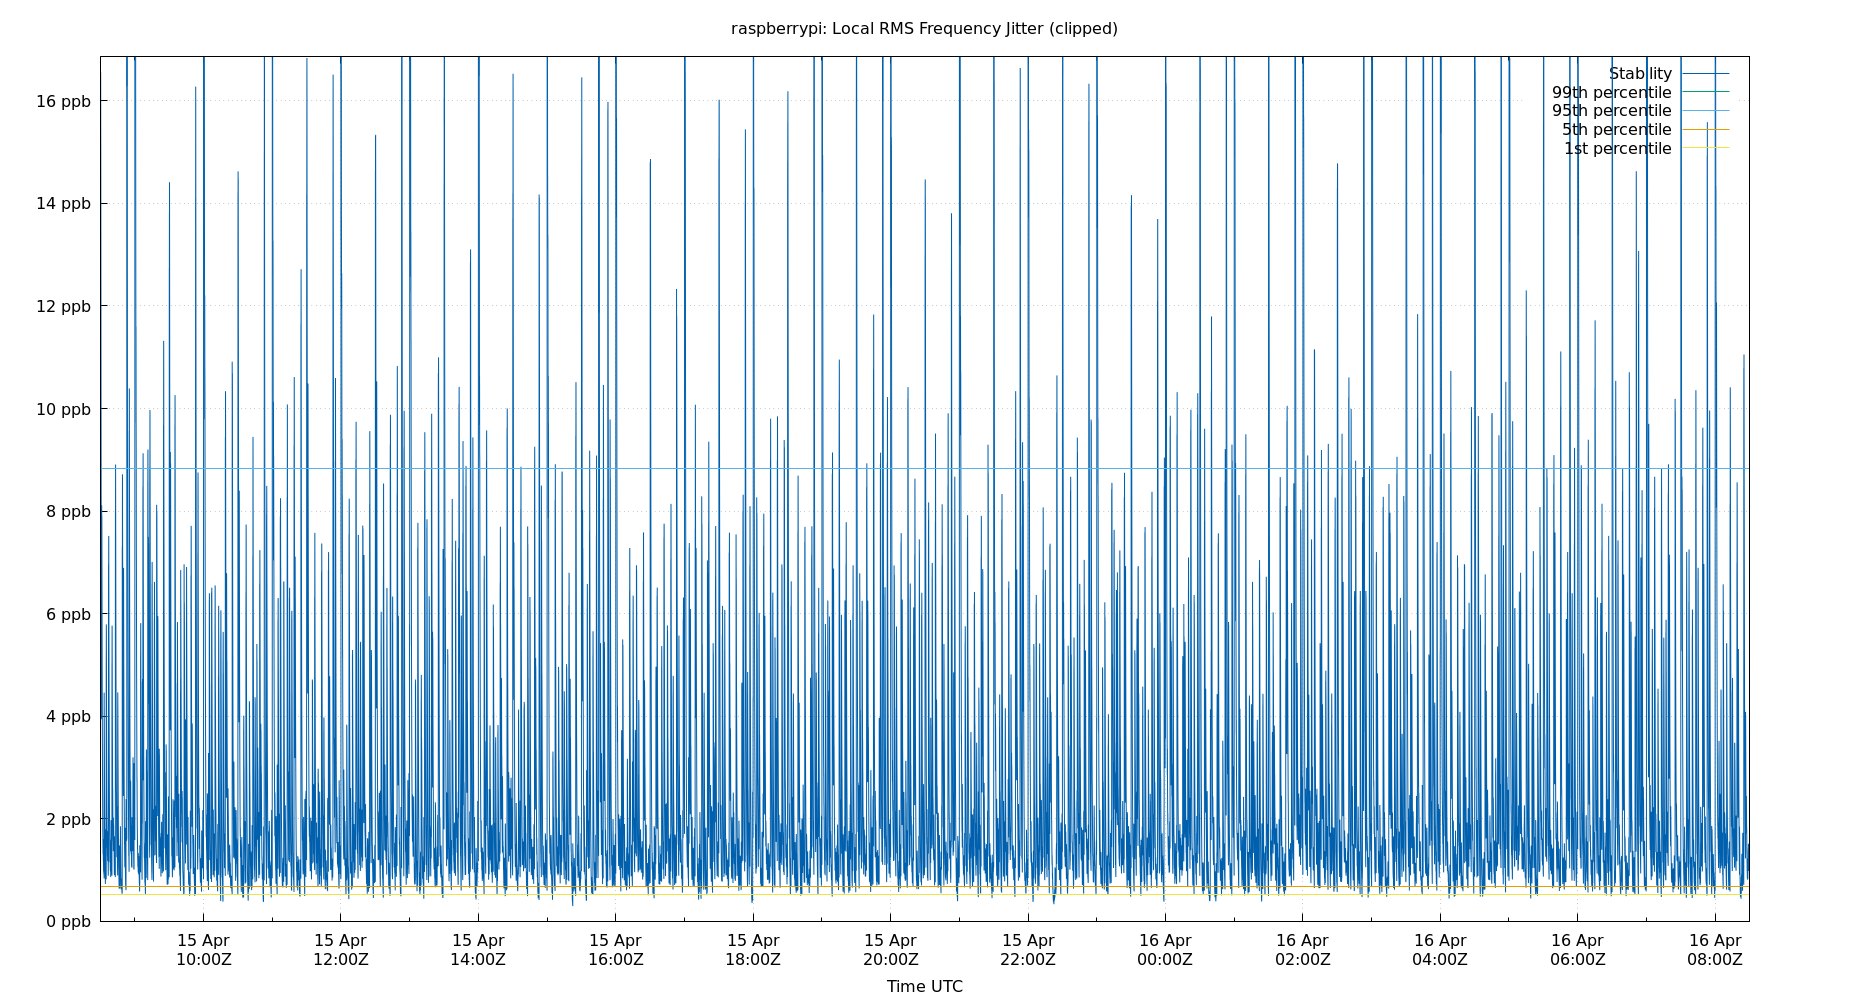 raspberrypi: Local RMS Frequency Jitter (clipped)
Stability
99th percentile
95th percentile
5th percentile
1st percentile
16 ppb
14 ppb
12 ppb
10 ppb
8 ppb
6 ppb
4 ppb
2 ppb
0 ppb
15 Apr 15 Apr 15 Apr 15 Apr 15 Apr 15 Apr 15 Apr 16 Apr 16 Apr 16 Apr 16 Apr 16 Apr
10:00Z 12:00Z 14:00Z 16:00Z 18:00Z 20:00Z 22:00Z 00:00Z 02:00Z 04:00Z 06:00Z 08:00Z
Time UTC